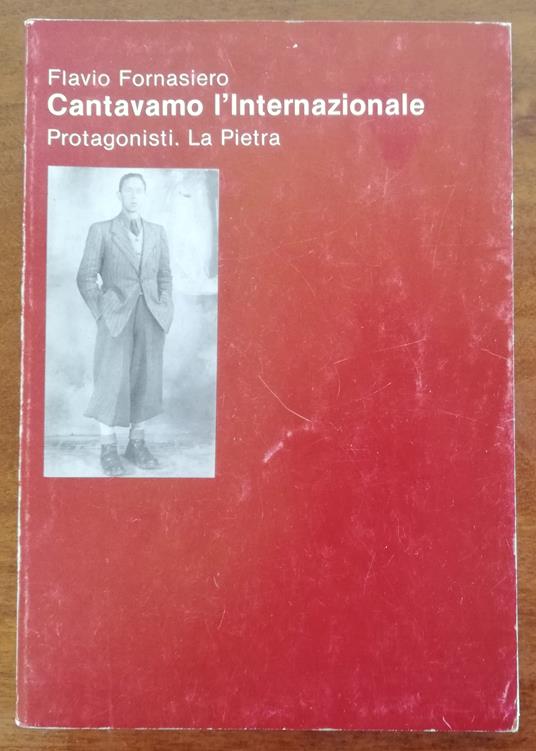 Flavio Fornasiero
Cantavamo l'Internazionale
Protagonisti. La Pietra